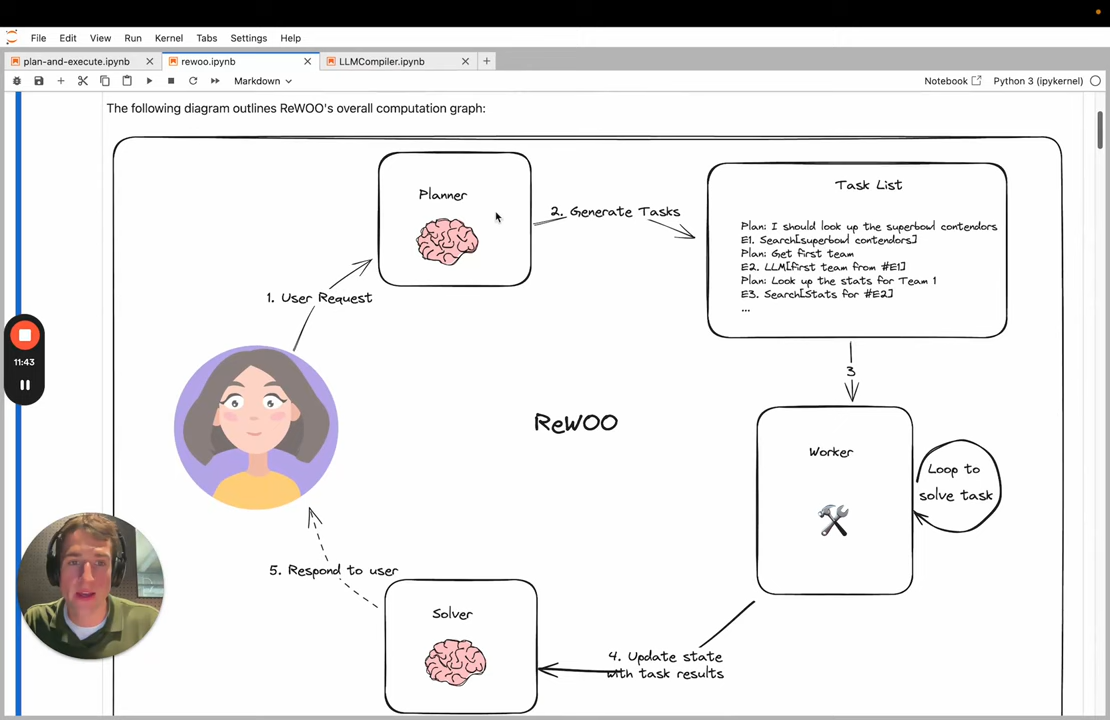 File Edit View Run Kernel Tabs Settings Help
plan-and-execute.ipynb rewoo.ipynb LLMCompiler.ipynb
Markdown Notebook Python 3 (ipykernel)
The following diagram outlines ReWOO's overall computation graph:
Planner
1. User Request
2. Generate Tasks
Task List
Plan: I should look up the superbowl contendors
E1. Search[superbowl contendors]
Plan: Get first team
E2. LLM[first team from #E1]
Plan: Look up the stats for Team 1
E3. Search[Stats for #E2]
...
3
11:43
ReWOO
Worker
Loop to
solve task
4. Update state
with task results
Solver
5. Respond to user